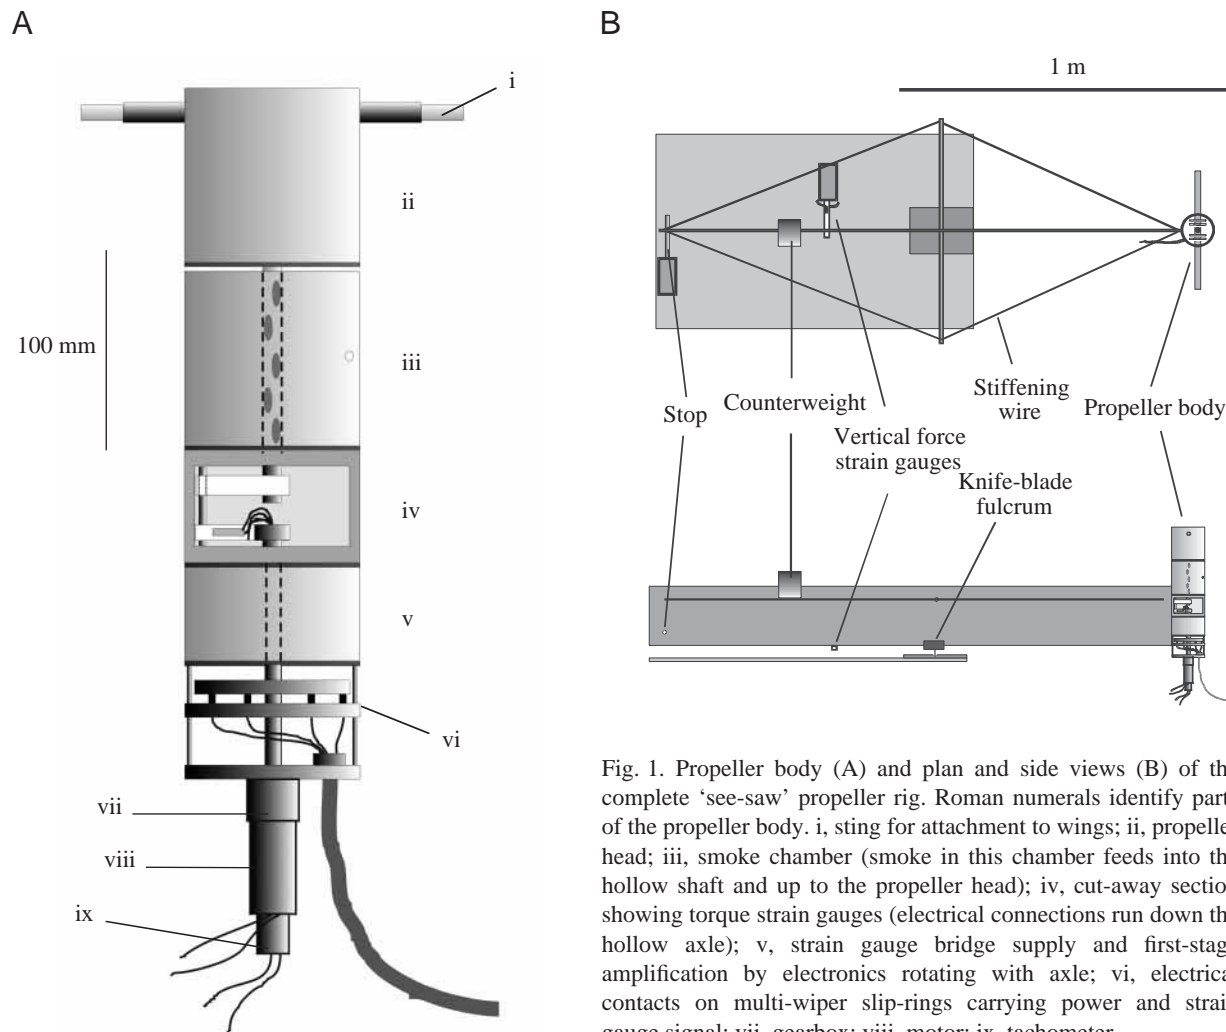 A
B
1 m
i
ii
100 mm
iii
Stop
Counterweight
Stiffening
wire
Propeller body
Vertical force
strain gauges
Knife-blade
fulcrum
iv
v
vi
vii
viii
ix
Fig. 1. Propeller body (A) and plan and side views (B) of th
complete ‘see-saw’ propeller rig. Roman numerals identify part
of the propeller body. i, sting for attachment to wings; ii, propelle
head; iii, smoke chamber (smoke in this chamber feeds into th
hollow shaft and up to the propeller head); iv, cut-away sectio
showing torque strain gauges (electrical connections run down th
hollow axle); v, strain gauge bridge supply and first-stag
amplification by electronics rotating with axle; vi, electrica
contacts on multi-wiper slip-rings carrying power and strai
gauge signal; vii, gearbox; viii, motor; ix, tachometer